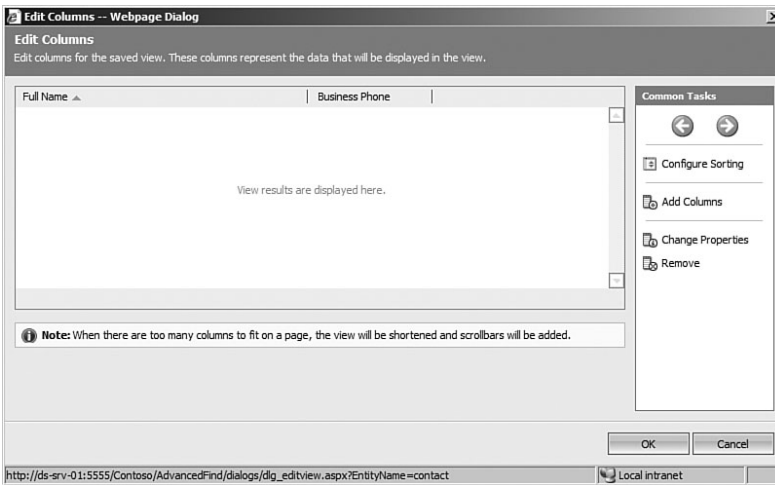 Edit Columns -- Webpage Dialog
Edit Columns
Edit columns for the saved view. These columns represent the data that will be displayed in the view.
Full Name
Business Phone
View results are displayed here.
Note: When there are too many columns to fit on a page, the view will be shortened and scrollbars will be added.
Common Tasks
Configure Sorting
Add Columns
Change Properties
Remove
OK
Cancel
http://ds-srv-01:5555/Contoso/AdvancedFind/dialogs/dlg_editview.aspx?EntityName=contact
Local intranet